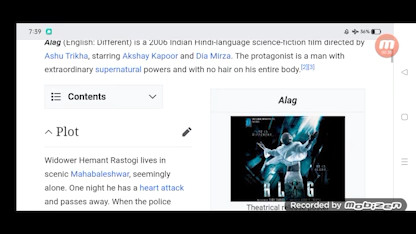 7:39
56%
Alag (English: Different) is a 2006 Indian Hindi-language science-fiction film directed by
Ashu Trikha, starring Akshay Kapoor and Dia Mirza. The protagonist is a man with
extraordinary supernatural powers and with no hair on his entire body.[2][3]
Contents
Alag
Plot
Widower Hemant Rastogi lives in
scenic Mahabaleshwar, seemingly
alone. One night he has a heart attack
and passes away. When the police
ALAG
Theatrical
Recorded by mobizen